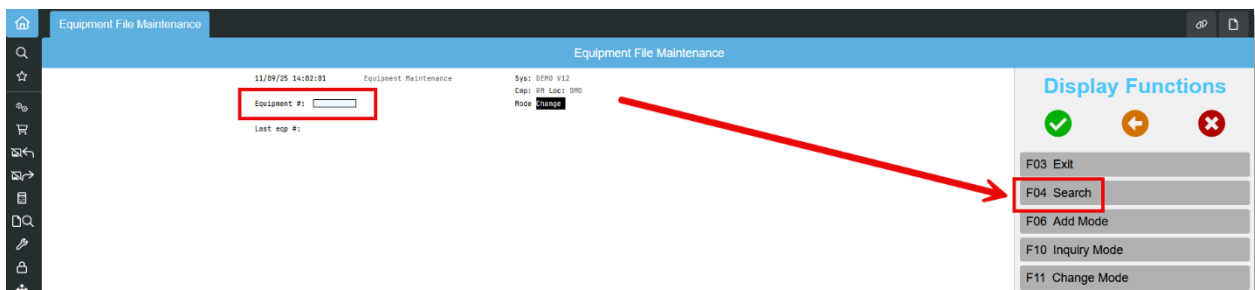 Equipment File Maintenance
Equipment File Maintenance
11/09/25 14:02:01 Equipment Maintenance Sys: DEMO V12
Cmp: RM Loc: DMO
Equipment #: Mode Change
Last eqp #:
Display Functions
F03 Exit
F04 Search
F06 Add Mode
F10 Inquiry Mode
F11 Change Mode